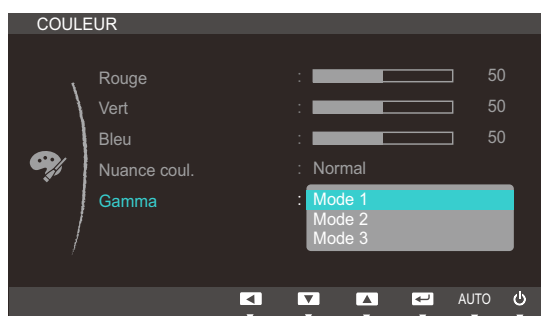 COULEUR
Rouge : 50
Vert : 50
Bleu : 50
Nuance coul. : Normal
Gamma : Mode 1
Mode 2
Mode 3
AUTO